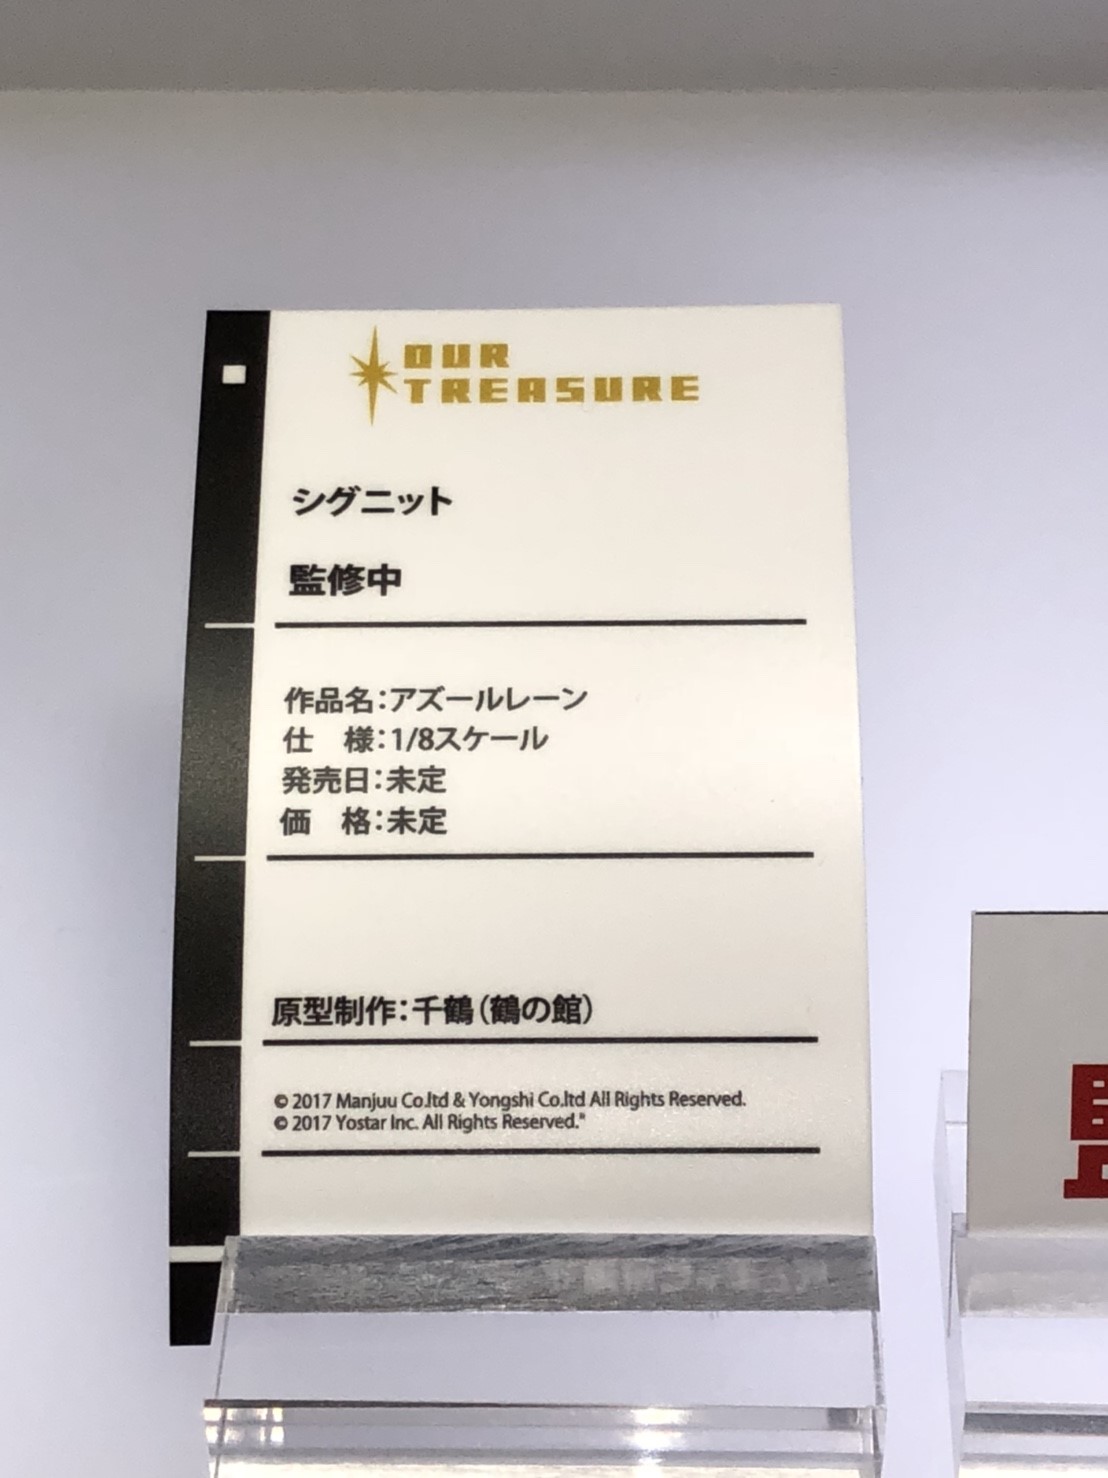 OUR
TREASURE
シグニット
監修中
作品名：アズールレーン
仕　様：1/8スケール
発売日：未定
価　格：未定
原型制作：千鶴（鶴の館）
© 2017 Manjuu Co.ltd & Yongshi Co.ltd All Rights Reserved.
© 2017 Yostar Inc. All Rights Reserved."